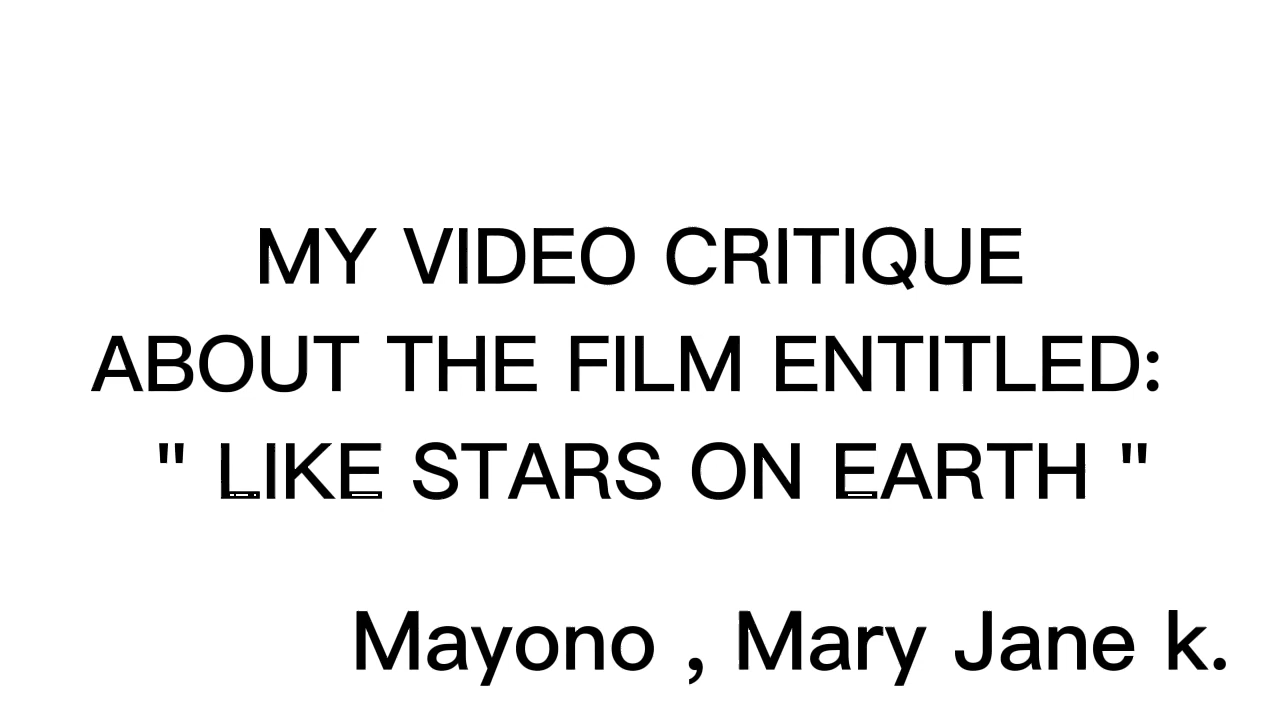 MY VIDEO CRITIQUE
ABOUT THE FILM ENTITLED:
" LIKE STARS ON EARTH "
Mayono , Mary Jane k.